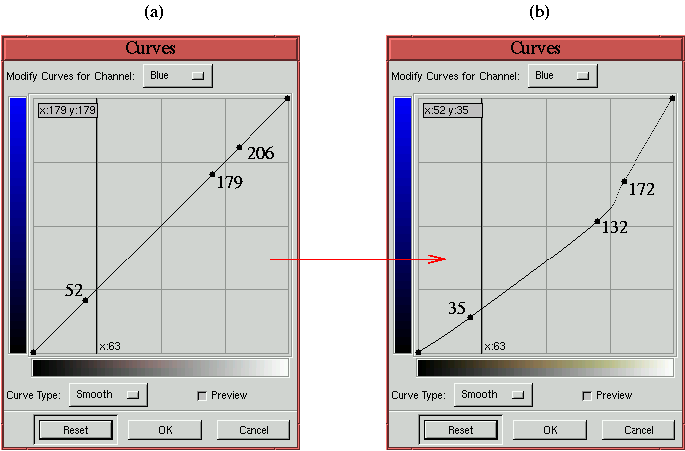 (a)
Curves
Modify Curves for Channel: Blue
x:179 y:179
206
179
52
x:63
Curve Type: Smooth Preview
Reset OK Cancel
(b)
Curves
Modify Curves for Channel: Blue
x:52 y:35
172
132
35
x:63
Curve Type: Smooth Preview
Reset OK Cancel